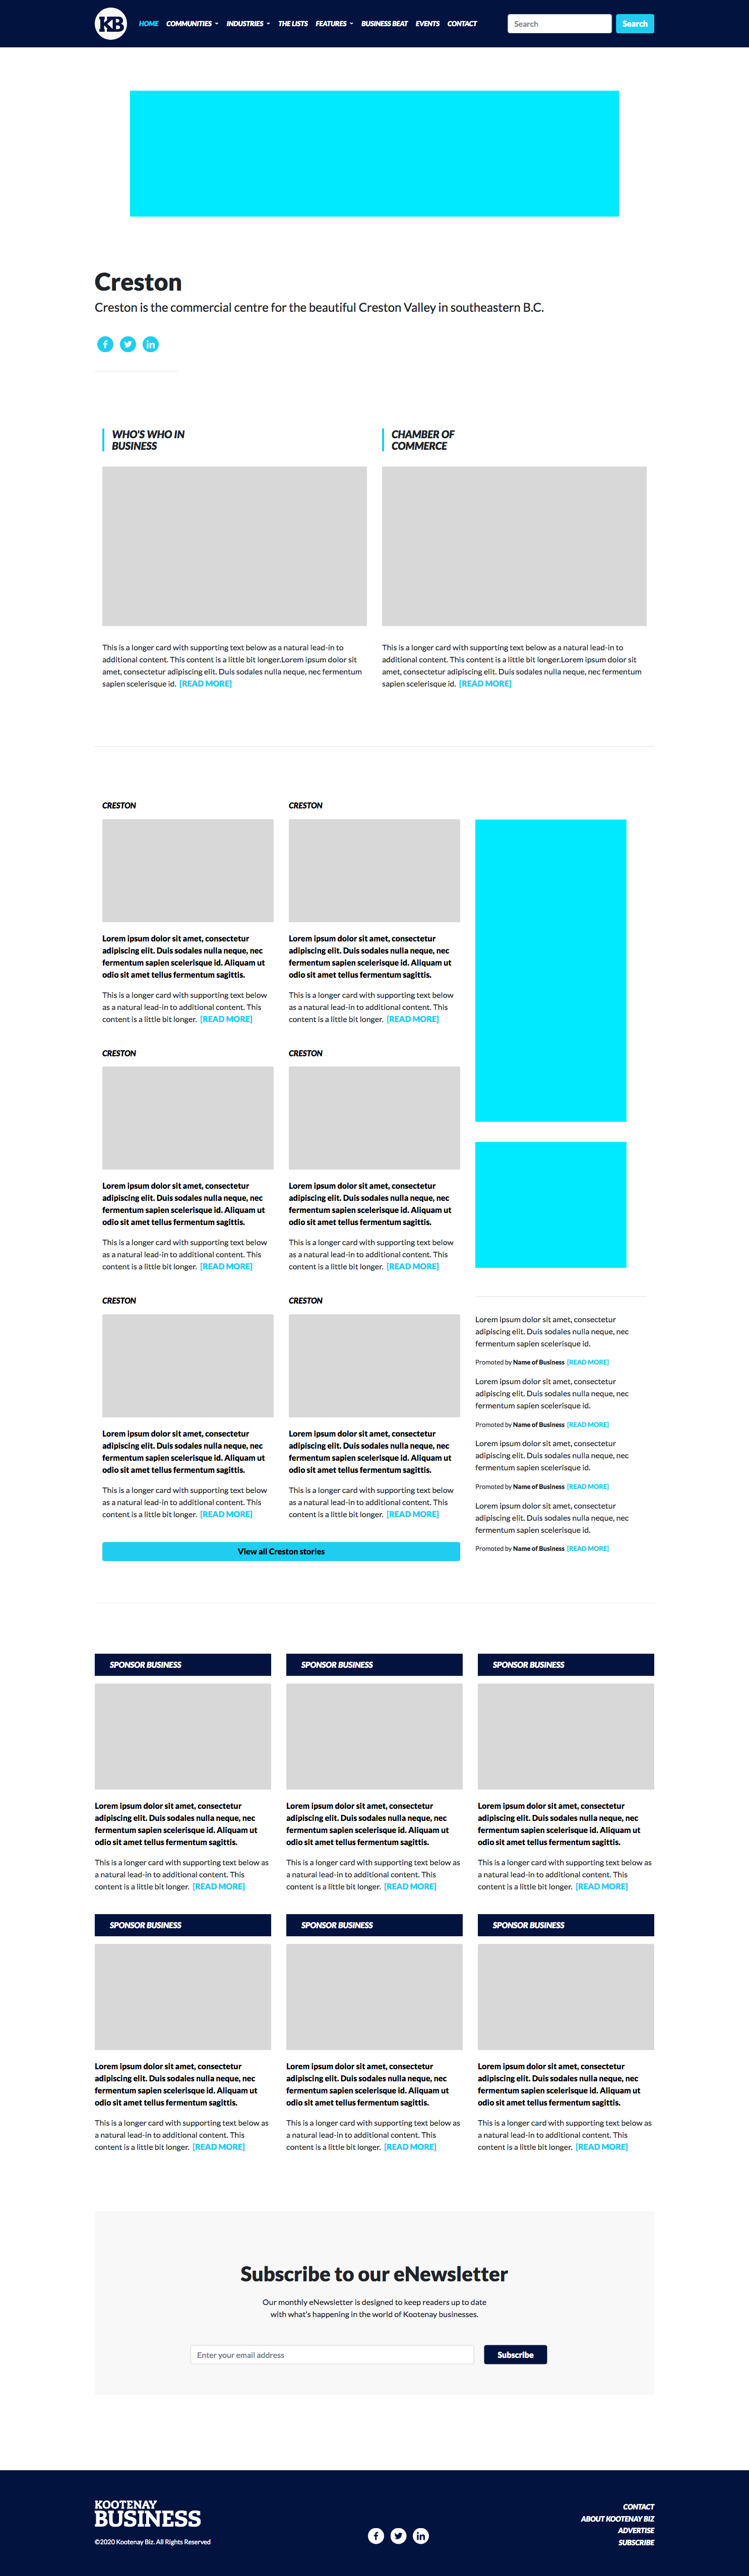 KB
HOME COMMUNITIES INDUSTRIES THE LISTS FEATURES BUSINESS BEAT EVENTS CONTACT
Search Search
Creston
Creston is the commercial centre for the beautiful Creston Valley in southeastern B.C.
WHO'S WHO IN
BUSINESS
This is a longer card with supporting text below as a natural lead-in to
additional content. This content is a little bit longer.Lorem ipsum dolor sit
amet, consectetur adipiscing elit. Duis sodales nulla neque, nec fermentum
sapien scelerisque id. [READ MORE]
CHAMBER OF
COMMERCE
This is a longer card with supporting text below as a natural lead-in to
additional content. This content is a little bit longer.Lorem ipsum dolor sit
amet, consectetur adipiscing elit. Duis sodales nulla neque, nec fermentum
sapien scelerisque id. [READ MORE]
CRESTON
Lorem ipsum dolor sit amet, consectetur
adipiscing elit. Duis sodales nulla neque, nec
fermentum sapien scelerisque id. Aliquam ut
odio sit amet tellus fermentum sagittis.
This is a longer card with supporting text below
as a natural lead-in to additional content. This
content is a little bit longer. [READ MORE]
CRESTON
Lorem ipsum dolor sit amet, consectetur
adipiscing elit. Duis sodales nulla neque, nec
fermentum sapien scelerisque id. Aliquam ut
odio sit amet tellus fermentum sagittis.
This is a longer card with supporting text below
as a natural lead-in to additional content. This
content is a little bit longer. [READ MORE]
CRESTON
Lorem ipsum dolor sit amet, consectetur
adipiscing elit. Duis sodales nulla neque, nec
fermentum sapien scelerisque id. Aliquam ut
odio sit amet tellus fermentum sagittis.
This is a longer card with supporting text below
as a natural lead-in to additional content. This
content is a little bit longer. [READ MORE]
CRESTON
Lorem ipsum dolor sit amet, consectetur
adipiscing elit. Duis sodales nulla neque, nec
fermentum sapien scelerisque id. Aliquam ut
odio sit amet tellus fermentum sagittis.
This is a longer card with supporting text below
as a natural lead-in to additional content. This
content is a little bit longer. [READ MORE]
CRESTON
Lorem ipsum dolor sit amet, consectetur
adipiscing elit. Duis sodales nulla neque, nec
fermentum sapien scelerisque id. Aliquam ut
odio sit amet tellus fermentum sagittis.
This is a longer card with supporting text below
as a natural lead-in to additional content. This
content is a little bit longer. [READ MORE]
CRESTON
Lorem ipsum dolor sit amet, consectetur
adipiscing elit. Duis sodales nulla neque, nec
fermentum sapien scelerisque id. Aliquam ut
odio sit amet tellus fermentum sagittis.
This is a longer card with supporting text below
as a natural lead-in to additional content. This
content is a little bit longer. [READ MORE]
View all Creston stories
Lorem ipsum dolor sit amet, consectetur
adipiscing elit. Duis sodales nulla neque, nec
fermentum sapien scelerisque id.
Promoted by Name of Business [READ MORE]
Lorem ipsum dolor sit amet, consectetur
adipiscing elit. Duis sodales nulla neque, nec
fermentum sapien scelerisque id.
Promoted by Name of Business [READ MORE]
Lorem ipsum dolor sit amet, consectetur
adipiscing elit. Duis sodales nulla neque, nec
fermentum sapien scelerisque id.
Promoted by Name of Business [READ MORE]
Lorem ipsum dolor sit amet, consectetur
adipiscing elit. Duis sodales nulla neque, nec
fermentum sapien scelerisque id.
Promoted by Name of Business [READ MORE]
SPONSOR BUSINESS
Lorem ipsum dolor sit amet, consectetur
adipiscing elit. Duis sodales nulla neque, nec
fermentum sapien scelerisque id. Aliquam ut
odio sit amet tellus fermentum sagittis.
This is a longer card with supporting text below as
a natural lead-in to additional content. This
content is a little bit longer. [READ MORE]
SPONSOR BUSINESS
Lorem ipsum dolor sit amet, consectetur
adipiscing elit. Duis sodales nulla neque, nec
fermentum sapien scelerisque id. Aliquam ut
odio sit amet tellus fermentum sagittis.
This is a longer card with supporting text below as
a natural lead-in to additional content. This
content is a little bit longer. [READ MORE]
SPONSOR BUSINESS
Lorem ipsum dolor sit amet, consectetur
adipiscing elit. Duis sodales nulla neque, nec
fermentum sapien scelerisque id. Aliquam ut
odio sit amet tellus fermentum sagittis.
This is a longer card with supporting text below as
a natural lead-in to additional content. This
content is a little bit longer. [READ MORE]
SPONSOR BUSINESS
Lorem ipsum dolor sit amet, consectetur
adipiscing elit. Duis sodales nulla neque, nec
fermentum sapien scelerisque id. Aliquam ut
odio sit amet tellus fermentum sagittis.
This is a longer card with supporting text below as
a natural lead-in to additional content. This
content is a little bit longer. [READ MORE]
SPONSOR BUSINESS
Lorem ipsum dolor sit amet, consectetur
adipiscing elit. Duis sodales nulla neque, nec
fermentum sapien scelerisque id. Aliquam ut
odio sit amet tellus fermentum sagittis.
This is a longer card with supporting text below as
a natural lead-in to additional content. This
content is a little bit longer. [READ MORE]
SPONSOR BUSINESS
Lorem ipsum dolor sit amet, consectetur
adipiscing elit. Duis sodales nulla neque, nec
fermentum sapien scelerisque id. Aliquam ut
odio sit amet tellus fermentum sagittis.
This is a longer card with supporting text below as
a natural lead-in to additional content. This
content is a little bit longer. [READ MORE]
Subscribe to our eNewsletter
Our monthly eNewsletter is designed to keep readers up to date
with what's happening in the world of Kootenay businesses.
Enter your email address Subscribe
KOOTENAY
BUSINESS
©2020 Kootenay Biz. All Rights Reserved
CONTACT
ABOUT KOOTENAY BIZ
ADVERTISE
SUBSCRIBE